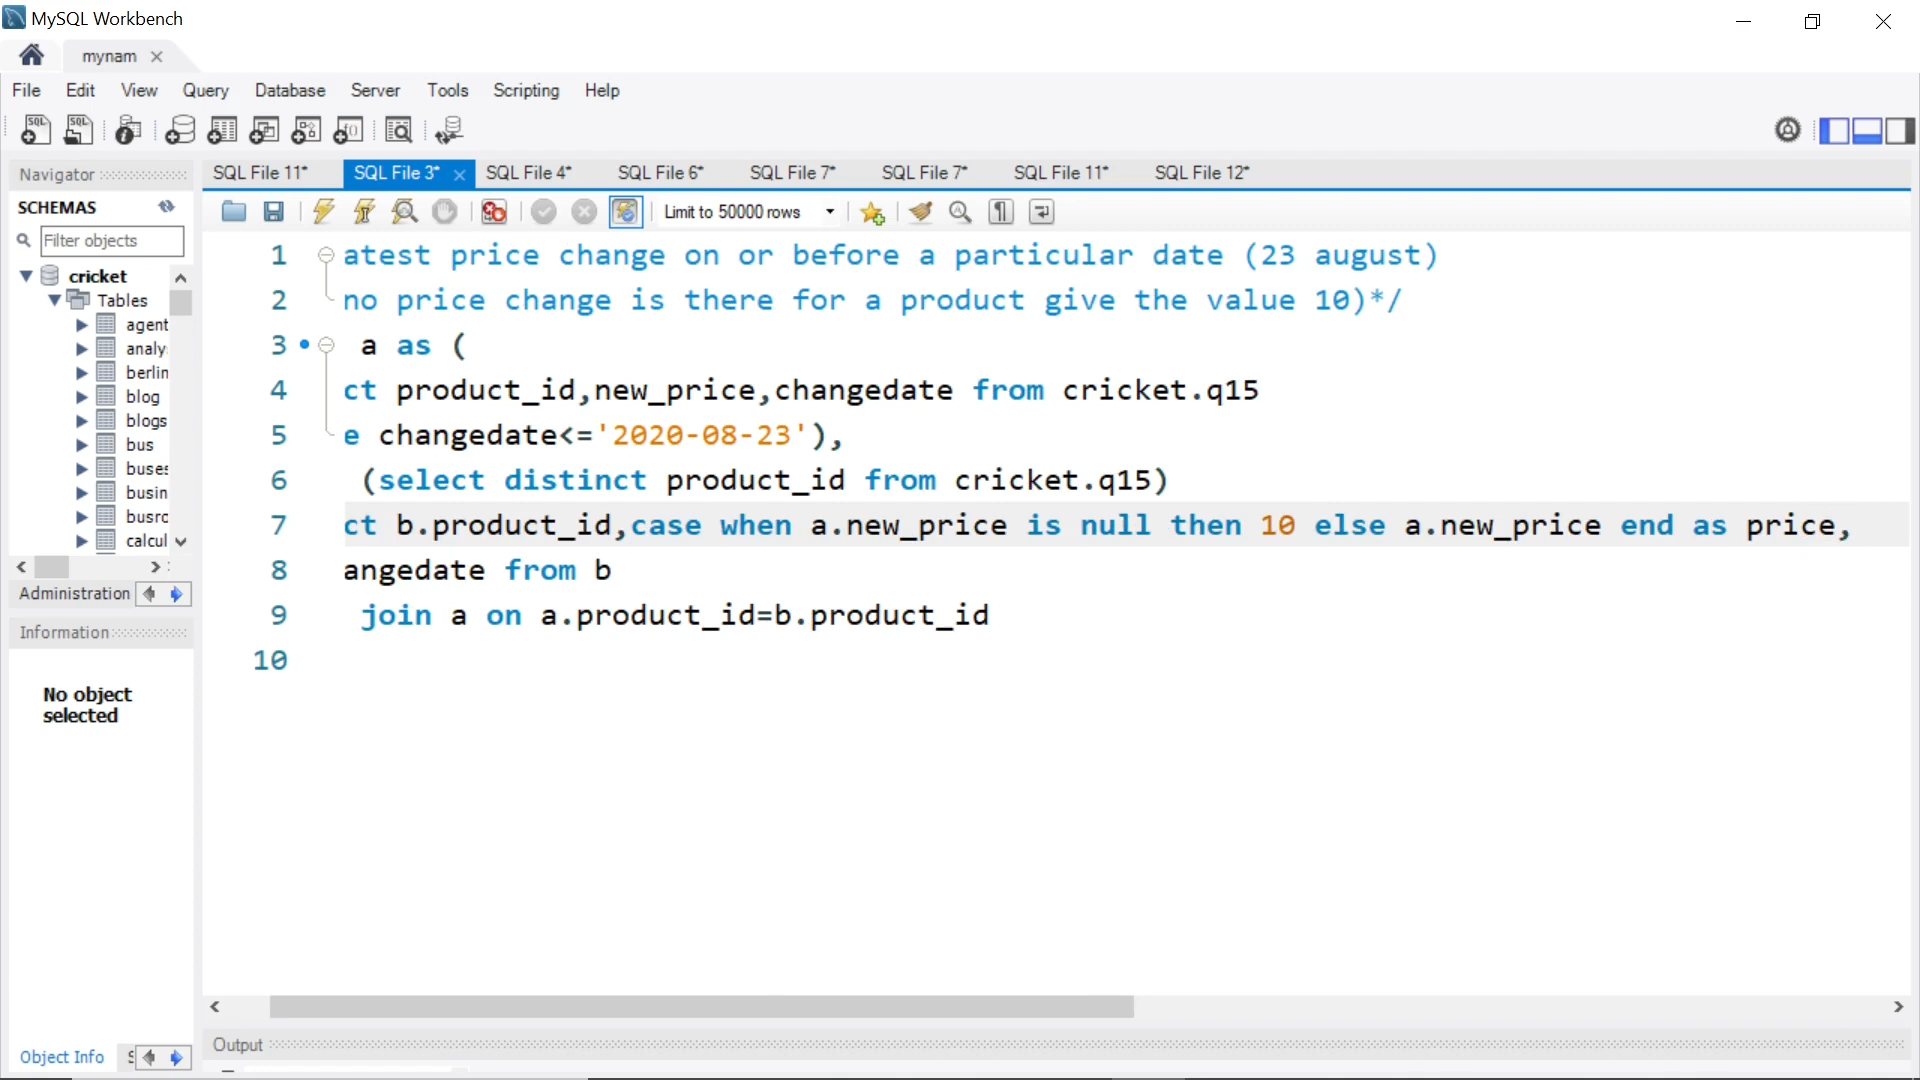 MySQL Workbench
mynam
File Edit View Query Database Server Tools Scripting Help
Navigator
SQL File 11* SQL File 3* SQL File 4* SQL File 6* SQL File 7* SQL File 7* SQL File 11* SQL File 12*
SCHEMAS
Limit to 50000 rows
Filter objects
cricket
Tables
agent
analy
berlin
blog
blogs
bus
buses
busin
busro
calcul
Administration
Information
No object
selected
Object Info
1 atest price change on or before a particular date (23 august)
2 no price change is there for a product give the value 10)*/
3 a as (
4 ct product_id,new_price,changedate from cricket.q15
5 e changedate<='2020-08-23'),
6 (select distinct product_id from cricket.q15)
7 ct b.product_id,case when a.new_price is null then 10 else a.new_price end as price,
8 angedate from b
9 join a on a.product_id=b.product_id
10
Output